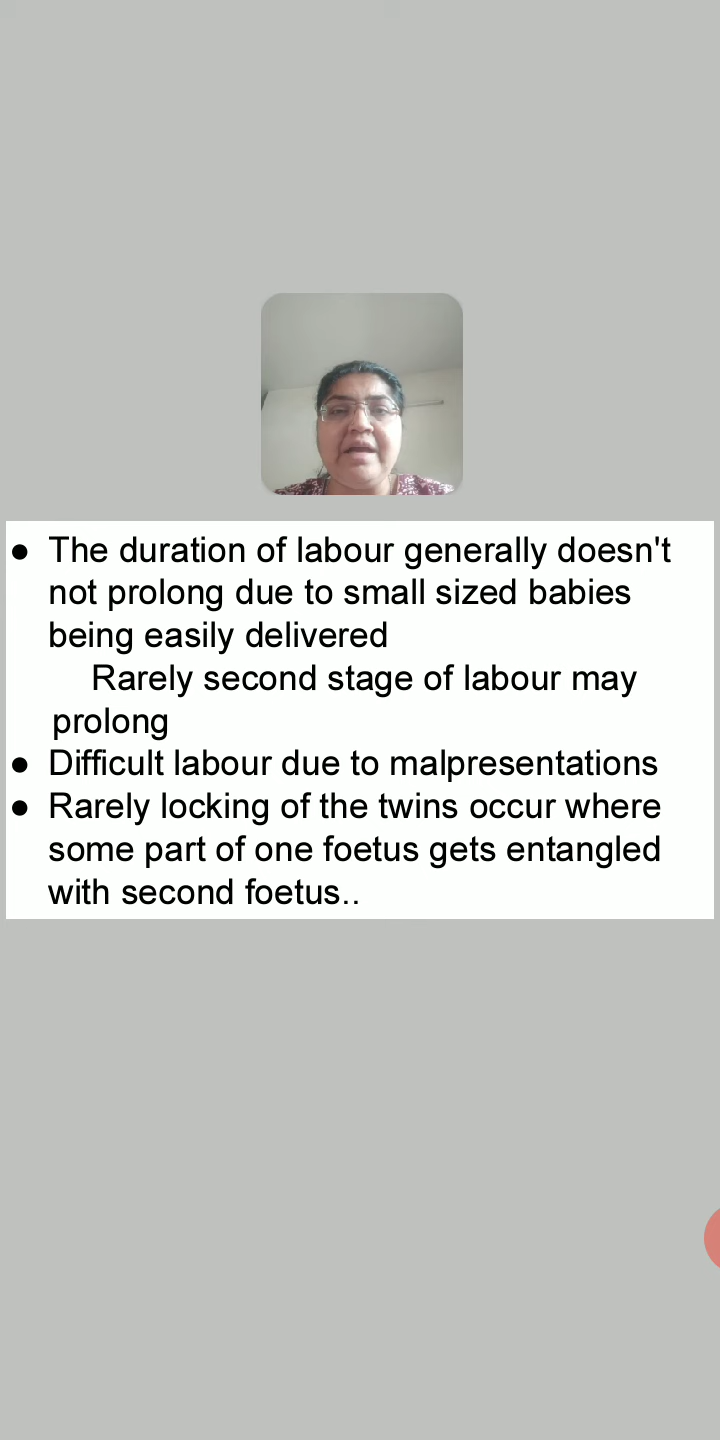 ● The duration of labour generally doesn't
not prolong due to small sized babies
being easily delivered
Rarely second stage of labour may
prolong
● Difficult labour due to malpresentations
● Rarely locking of the twins occur where
some part of one foetus gets entangled
with second foetus..